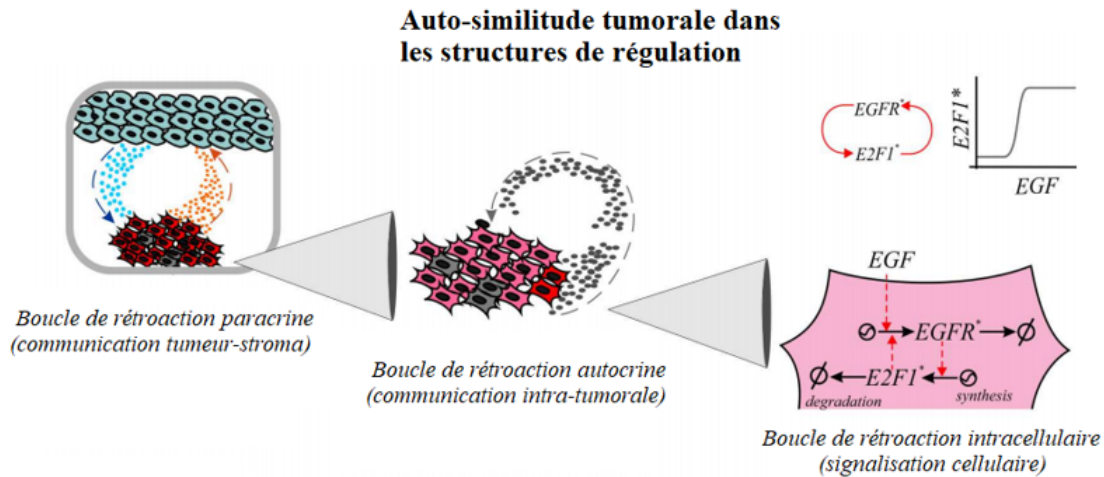 Auto-similitude tumorale dans
les structures de régulation
EGFR*
E2F1*
E2F1*
EGF
Boucle de rétroaction paracrine
(communication tumeur-stroma)
Boucle de rétroaction autocrine
(communication intra-tumorale)
EGF
EGFR*
E2F1*
degradation
synthesis
Boucle de rétroaction intracellulaire
(signalisation cellulaire)